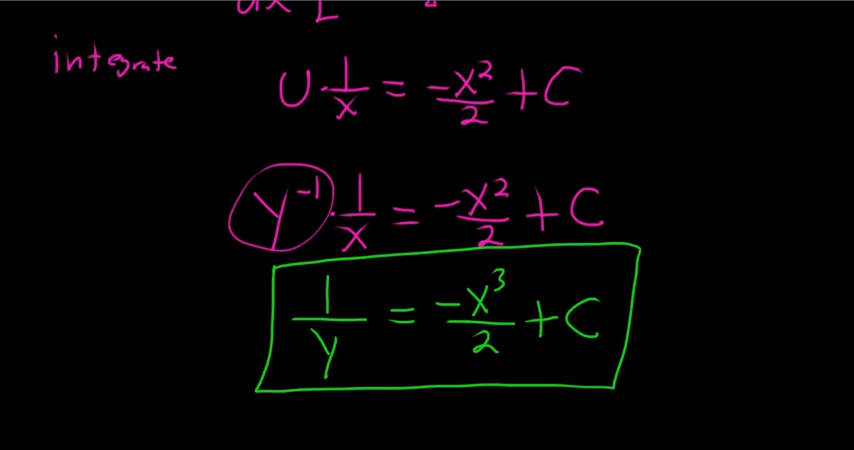 integrate
U · 1/x = -x²/2 + C
y⁻¹ · 1/x = -x²/2 + C
1/y = -x³/2 + C